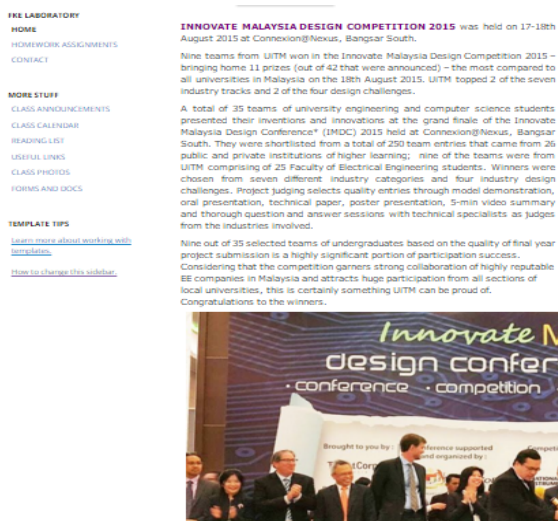 FKE LABORATORY
HOME
HOMEWORK ASSIGNMENTS
CONTACT
MORE STUFF
CLASS ANNOUNCEMENTS
CLASS CALENDAR
READING LIST
USEFUL LINKS
CLASS PHOTOS
FORMS AND DOCS
TEMPLATE TIPS
Learn more about working with
templates.
How to change this sidebar.
INNOVATE MALAYSIA DESIGN COMPETITION 2015 was held on 17-18th
August 2015 at Connexion@Nexus, Bangsar South.
Nine teams from UiTM won in the Innovate Malaysia Design Competition 2015 –
bringing home 11 prizes (out of 42 that were announced) – the most compared to
all universities in Malaysia on the 18th August 2015. UiTM topped 2 of the seven
industry tracks and 2 of the four design challenges.
A total of 35 teams of university engineering and computer science students
presented their inventions and innovations at the grand finale of the Innovate
Malaysia Design Conference* (IMDC) 2015 held at Connexion@Nexus, Bangsar
South. They were shortlisted from a total of 250 team entries that came from 26
public and private institutions of higher learning; nine of the teams were from
UiTM comprising of 25 Faculty of Electrical Engineering students. Winners were
chosen from seven different industry categories and four industry design
challenges. Project judging selects quality entries through model demonstration,
oral presentation, technical paper, poster presentation, 5-min video summary
and thorough question and answer sessions with technical specialists as judges
from the industries involved.
Nine out of 35 selected teams of undergraduates based on the quality of final year
project submission is a highly significant portion of participation success.
Considering that the competition garners strong collaboration of highly reputable
EE companies in Malaysia and attracts huge participation from all sections of
local universities, this is certainly something UiTM can be proud of.
Congratulations to the winners.
Innovate M
design confer
· conference · competition
Brought to you by :
ference supported
and organized by :
Competi